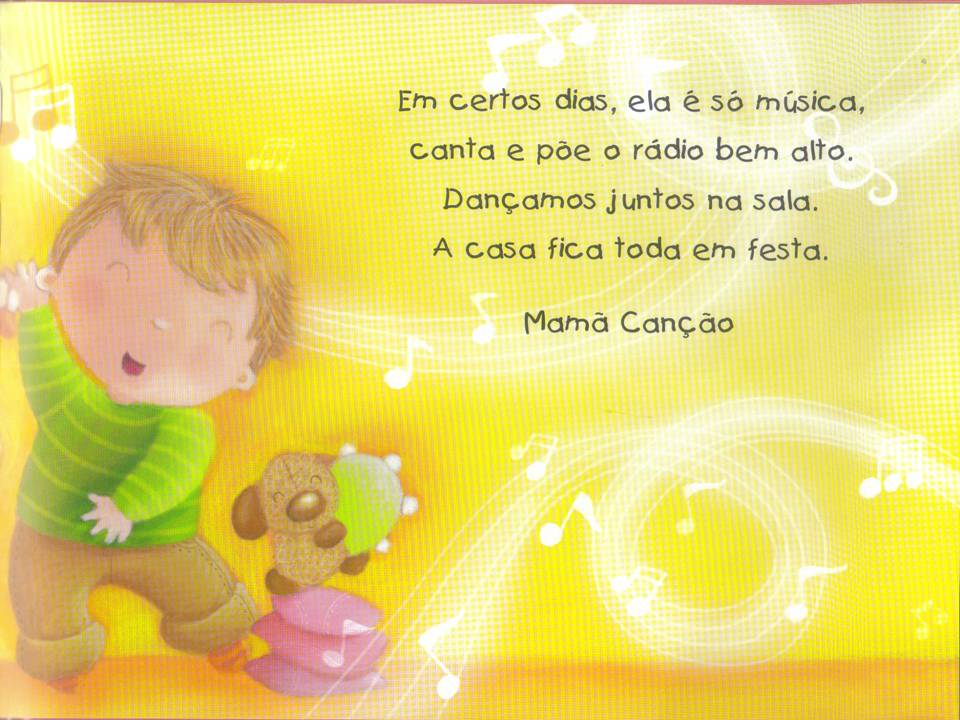 Em certos dias, ela é só música,
canta e põe o rádio bem alto.
Dançamos juntos na sala.
A casa fica toda em festa.
Mamã Canção